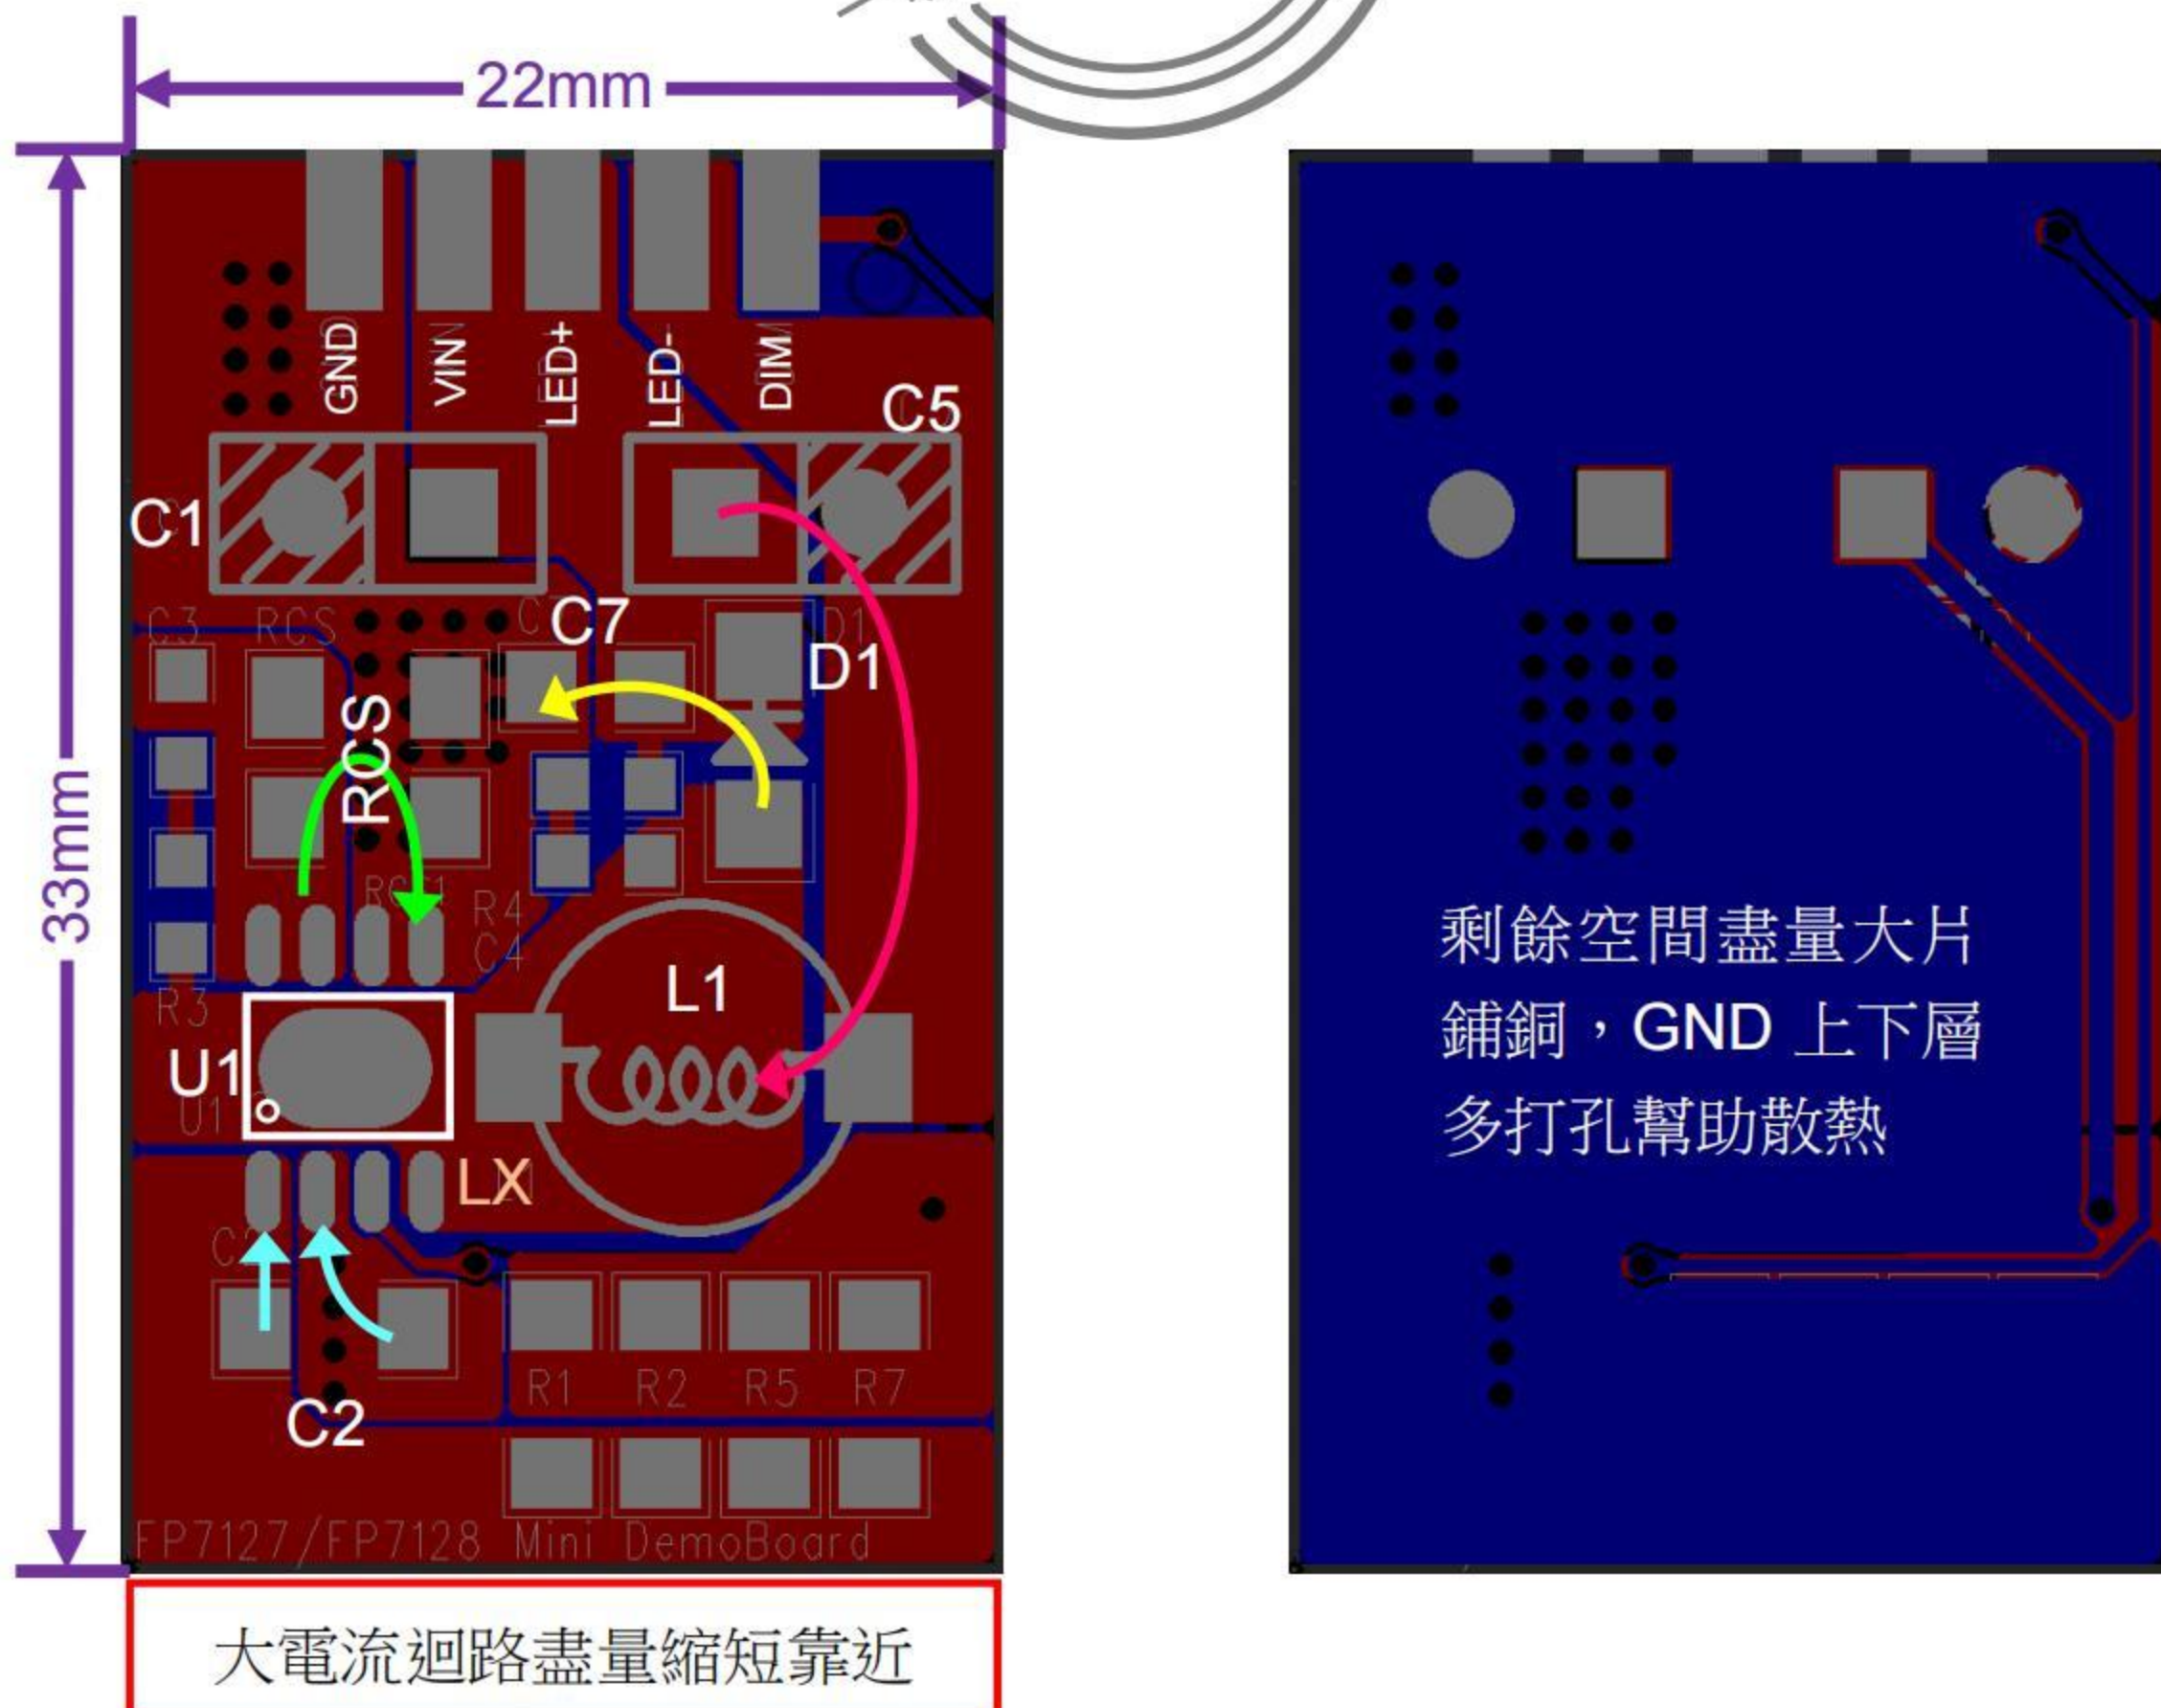 22mm
33mm
GND
VIN
LED+
LED-
DIM
C5
C1
C3
RCS
C7
D1
D1
RCS
R4
C4
R3
L1
U1
U1
LX
C2
R1
R2
R5
R7
C2
FP7127/FP7128 Mini DemoBoard
大電流迴路盡量縮短靠近
剩餘空間盡量大片
鋪銅,GND 上下層
多打孔幫助散熱